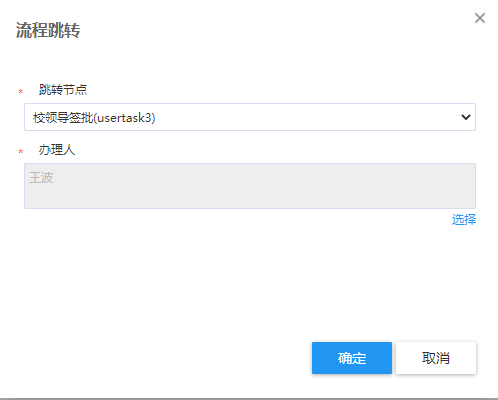 流程跳转
* 跳转节点
校领导签批(usertask3)
* 办理人
王波
选择
确定 取消